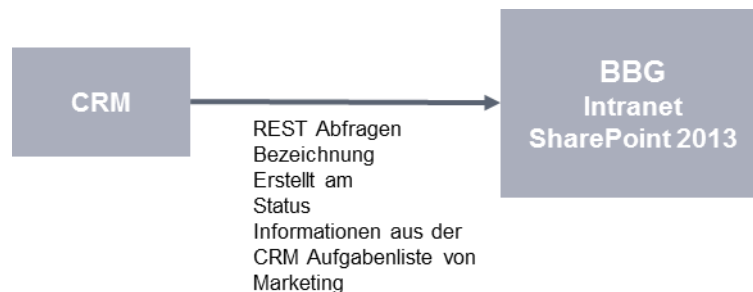 CRM
BBG
Intranet
SharePoint 2013
REST Abfragen
Bezeichnung
Erstellt am
Status
Informationen aus der
CRM Aufgabenliste von
Marketing